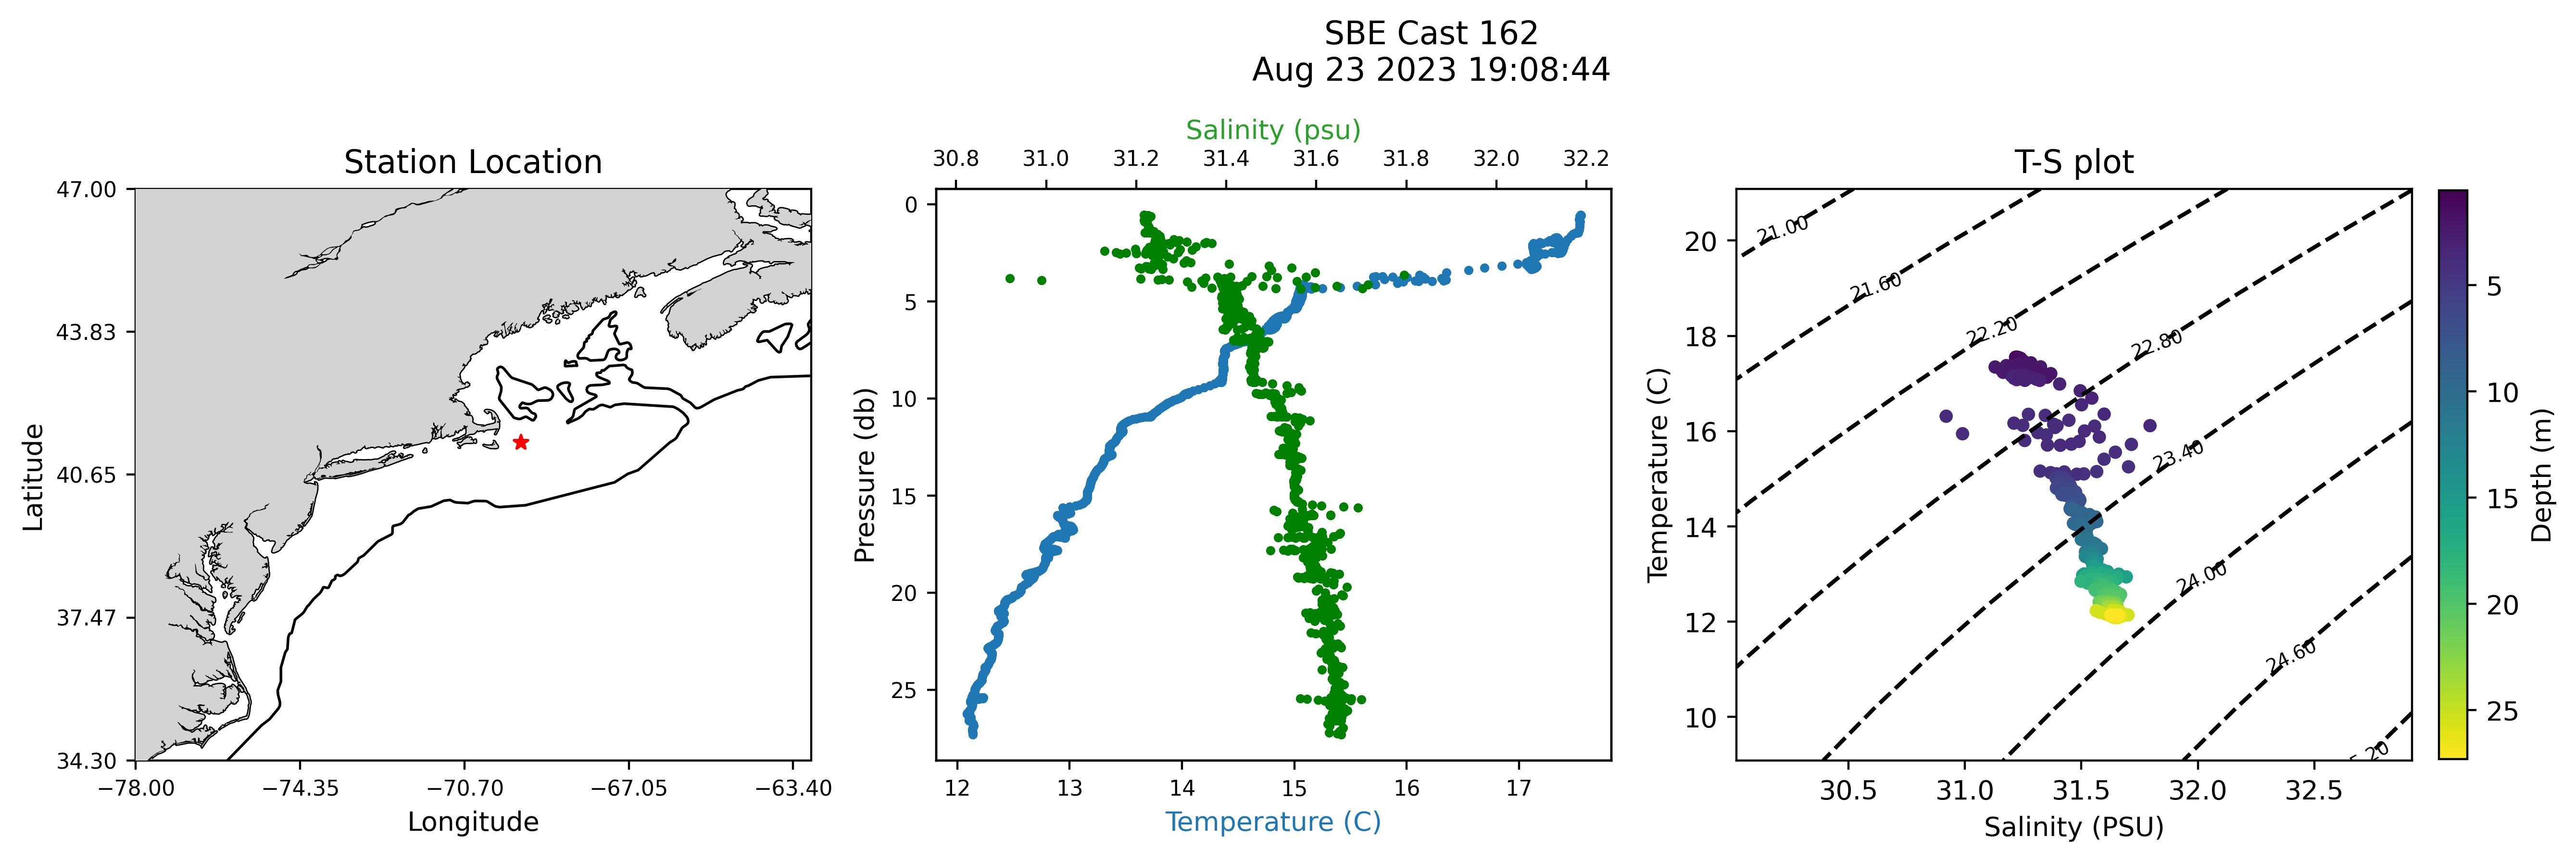 SBE Cast 162
Aug 23 2023 19:08:44
Station Location
47.00
43.83
40.65
37.47
34.30
Latitude
−78.00 −74.35 −70.70 −67.05 −63.40
Longitude
Salinity (psu)
30.8 31.0 31.2 31.4 31.6 31.8 32.0 32.2
0
5
10
15
20
25
Pressure (db)
12 13 14 15 16 17
Temperature (C)
T-S plot
20
18
16
14
12
10
Temperature (C)
21.00
21.60
22.20
22.80
23.40
24.00
24.60
5.20
30.5 31.0 31.5 32.0 32.5
Salinity (PSU)
5
10
15
20
25
Depth (m)